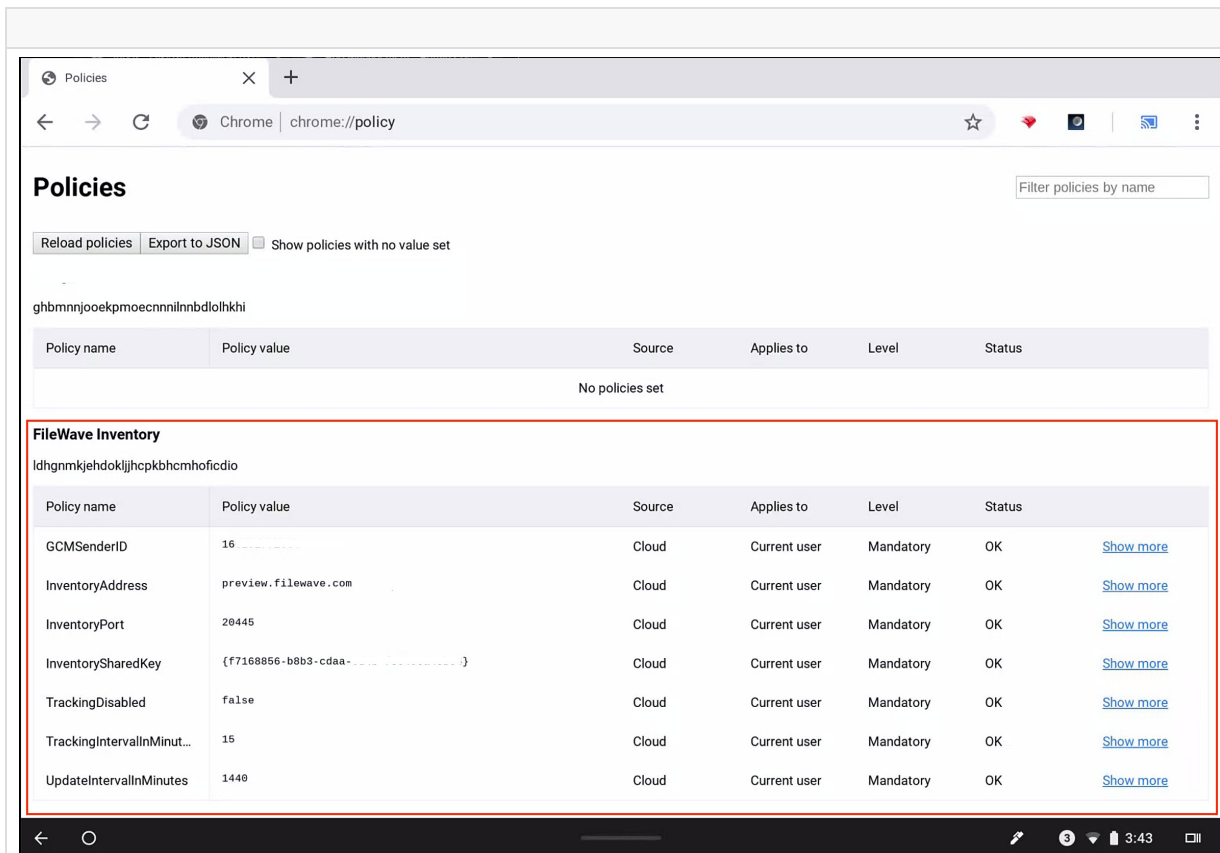 Policies
Chrome chrome://policy
Policies
Filter policies by name
Reload policies Export to JSON Show policies with no value set
ghbmnnjooekpmoecnnnilnnbdlolhkhi
Policy name Policy value Source Applies to Level Status
No policies set
FileWave Inventory
ldhgnmkjehdokljjhcpkbhcmhoficdio
Policy name Policy value Source Applies to Level Status
GCMSenderID 16 Cloud Current user Mandatory OK Show more
InventoryAddress preview.filewave.com Cloud Current user Mandatory OK Show more
InventoryPort 20445 Cloud Current user Mandatory OK Show more
InventorySharedKey {f7168856-b8b3-cdaa- } Cloud Current user Mandatory OK Show more
TrackingDisabled false Cloud Current user Mandatory OK Show more
TrackingIntervalInMinut... 15 Cloud Current user Mandatory OK Show more
UpdateIntervalInMinutes 1440 Cloud Current user Mandatory OK Show more
3 3:43